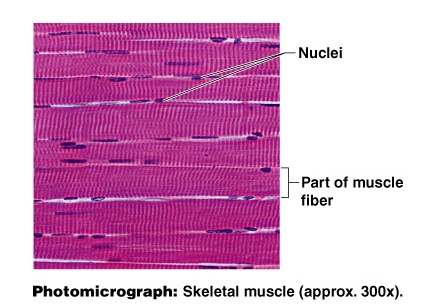 Nuclei
Part of muscle
fiber
Photomicrograph: Skeletal muscle (approx. 300x).